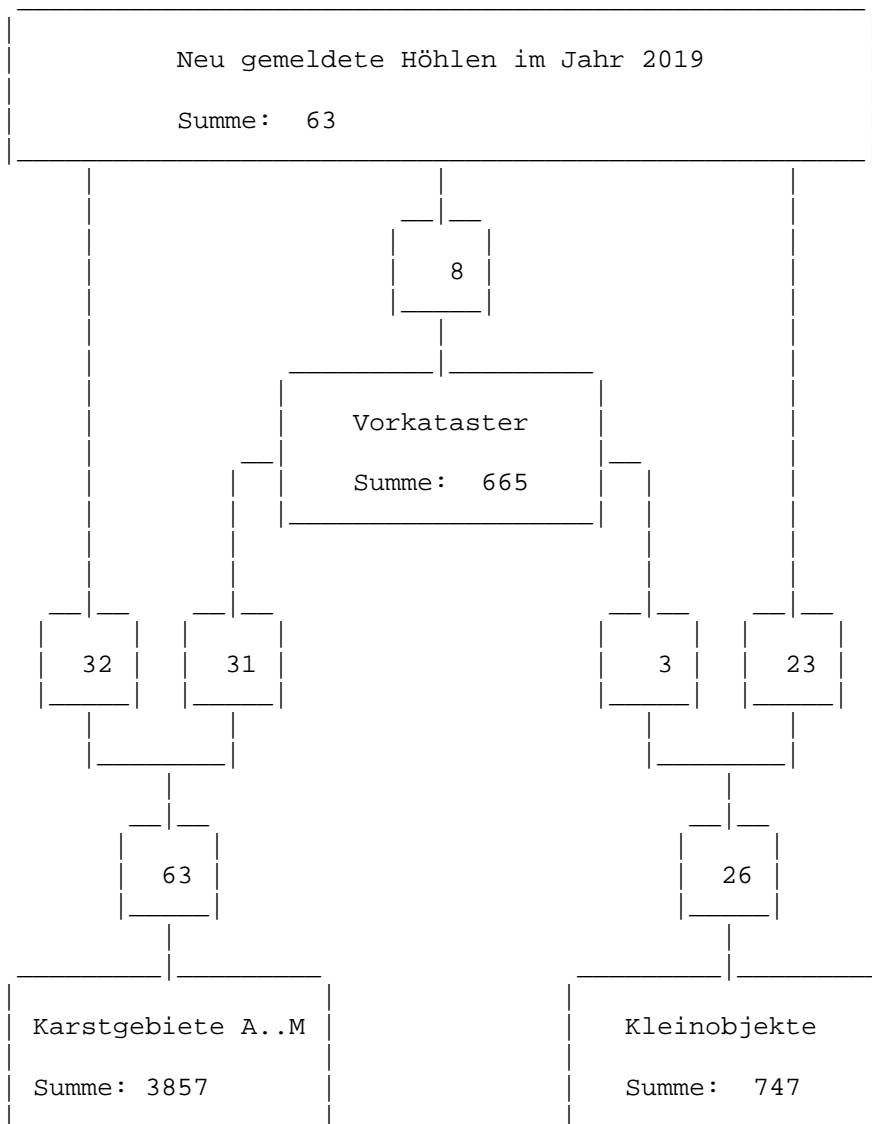 Neu gemeldete Höhlen im Jahr 2019
Summe: 63
8
Vorkataster
Summe: 665
32
31
3
23
63
26
Karstgebiete A..M
Summe: 3857
Kleinobjekte
Summe: 747